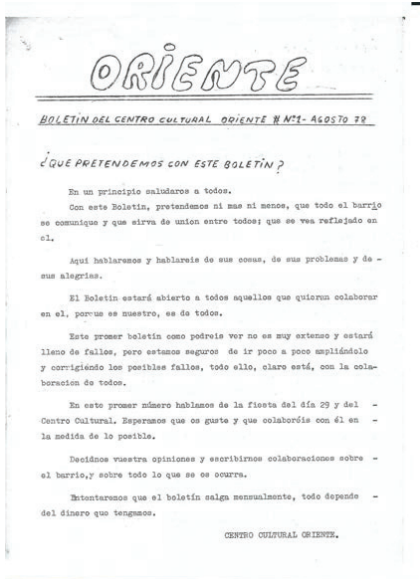 ORIENTE
BOLETIN DEL CENTRO CULTURAL ORIENTE # Nº1- AGOSTO 78
¿QUE PRETENDEMOS CON ESTE BOLETIN?
En un principio saludaros a todos.
Con este Boletin, pretendemos ni mas ni menos, que todo el barrio
se comunique y que sirva de union entre todos; que se vea reflejado en
el.
Aqui hablaremos y hablareis de sus cosas, de sus problemas y de -
sus alegrias.
El Boletin estará abierto a todos aquellos que quieran colaborar
en el, porque es nuestro, es de todos.
Este primer boletin como podreis ver no es muy extenso y estará
lleno de fallos, pero estamos seguros de ir poco a poco ampliándolo
y corrigiendo los posibles fallos, todo ello, claro está, con la cola-
boracion de todos.
En este primer número hablamos de la fiesta del día 29 y del -
Centro Cultural. Esperamos que os guste y que colaboréis con él en -
la medida de lo posible.
Decidnos vuestra opiniones y escribirnos colaboraciones sobre -
el barrio,y sobre todo lo que se os ocurra.
Intentaremos que el boletin salga mensualmente, todo depende -
del dinero que tengamos.
CENTRO CULTURAL ORIENTE.